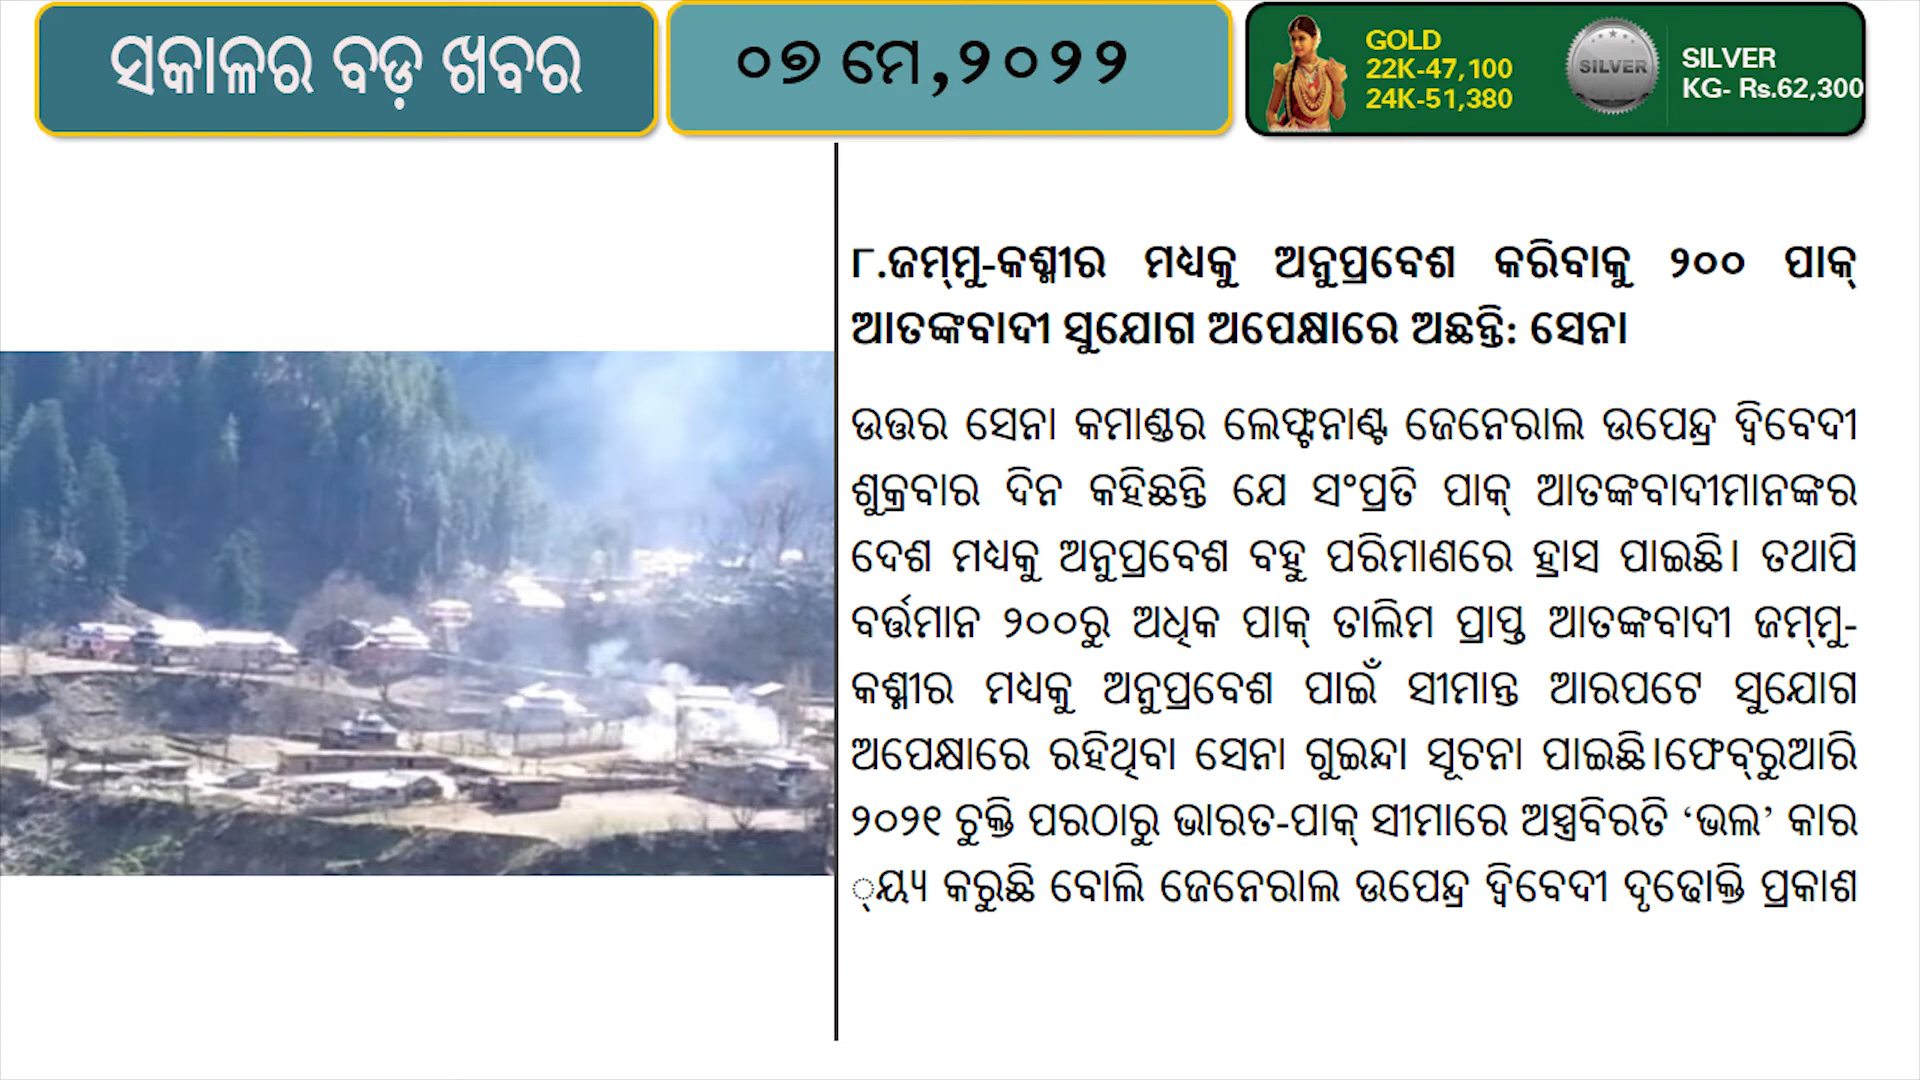 ସକାଳର ବଡ଼ ଖବର
୦୭ ମେ,୨୦୨୨
GOLD
22K-47,100
24K-51,380
SILVER
SILVER
KG- Rs.62,300
୮.ଜମ୍ମୁ-କଶ୍ମୀର ମଧ୍ୟକୁ ଅନୁପ୍ରବେଶ କରିବାକୁ ୨୦୦ ପାକ୍
ଆତଙ୍କବାଦୀ ସୁଯୋଗ ଅପେକ୍ଷାରେ ଅଛନ୍ତି: ସେନା
ଉତ୍ତର ସେନା କମାଣ୍ଡର ଲେଫ୍ଟନାଣ୍ଟ ଜେନେରାଲ ଉପେନ୍ଦ୍ର ଦ୍ୱିବେଦୀ
ଶୁକ୍ରବାର ଦିନ କହିଛନ୍ତି ଯେ ସଂପ୍ରତି ପାକ୍ ଆତଙ୍କବାଦୀମାନଙ୍କର
ଦେଶ ମଧ୍ୟକୁ ଅନୁପ୍ରବେଶ ବହୁ ପରିମାଣରେ ହ୍ରାସ ପାଇଛି। ତଥାପି
ବର୍ତ୍ତମାନ ୨୦୦ରୁ ଅଧିକ ପାକ୍ ତାଲିମ ପ୍ରାପ୍ତ ଆତଙ୍କବାଦୀ ଜମ୍ମୁ-
କଶ୍ମୀର ମଧ୍ୟକୁ ଅନୁପ୍ରବେଶ ପାଇଁ ସୀମାନ୍ତ ଆରପଟେ ସୁଯୋଗ
ଅପେକ୍ଷାରେ ରହିଥିବା ସେନା ଗୁଇନ୍ଦା ସୂଚନା ପାଇଛି।ଫେବ୍ରୁଆରି
୨୦୨୧ ଚୁକ୍ତି ପରଠାରୁ ଭାରତ-ପାକ୍ ସୀମାରେ ଅସ୍ତ୍ରବିରତି ‘ଭଲ’ କାର
୍ୟ୍ୟ କରୁଛି ବୋଲି ଜେନେରାଲ ଉପେନ୍ଦ୍ର ଦ୍ୱିବେଦୀ ଦୃଢୋକ୍ତି ପ୍ରକାଶ